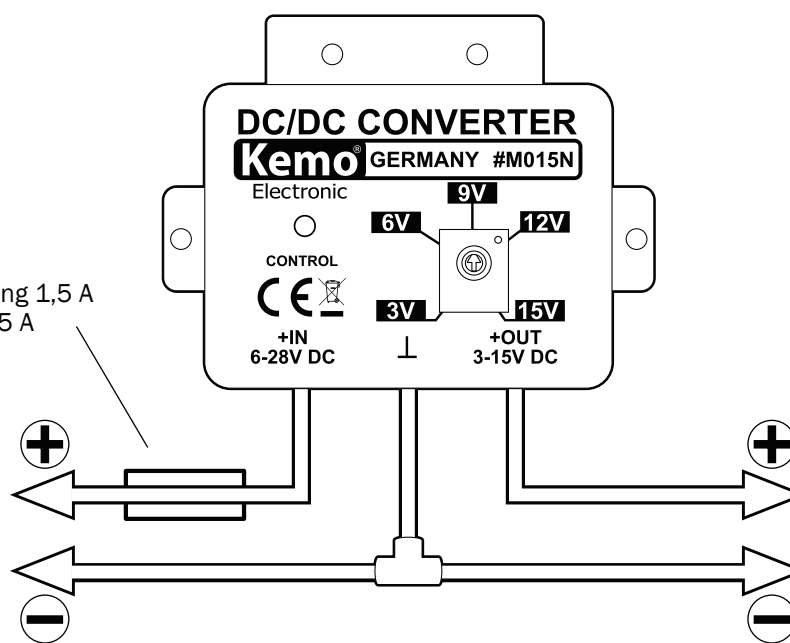 DC/DC CONVERTER
Kemo® GERMANY #M015N
Electronic
9V
6V
12V
CONTROL
CE
3V
15V
+IN
6-28V DC
+OUT
3-15V DC
1,5 A
5 A
+
+
−
−